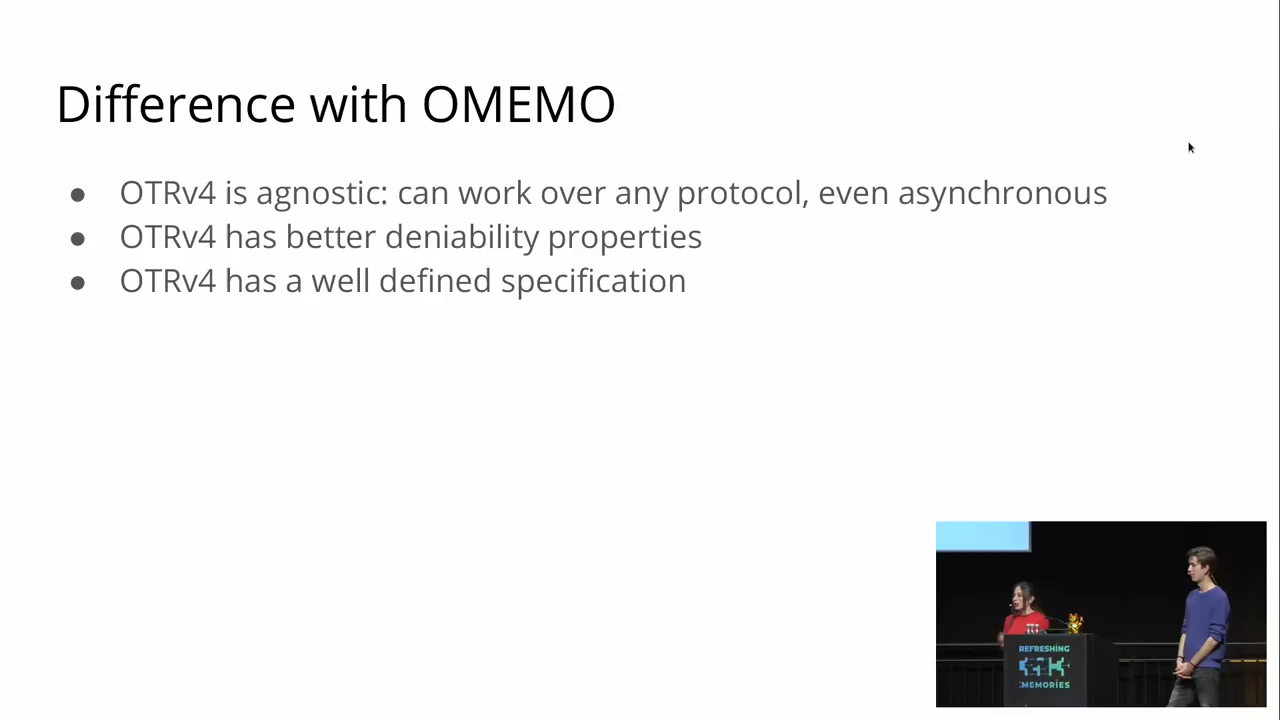 Difference with OMEMO
● OTRv4 is agnostic: can work over any protocol, even asynchronous
● OTRv4 has better deniability properties
● OTRv4 has a well defined specification
REFRESHING
:MEMORIES